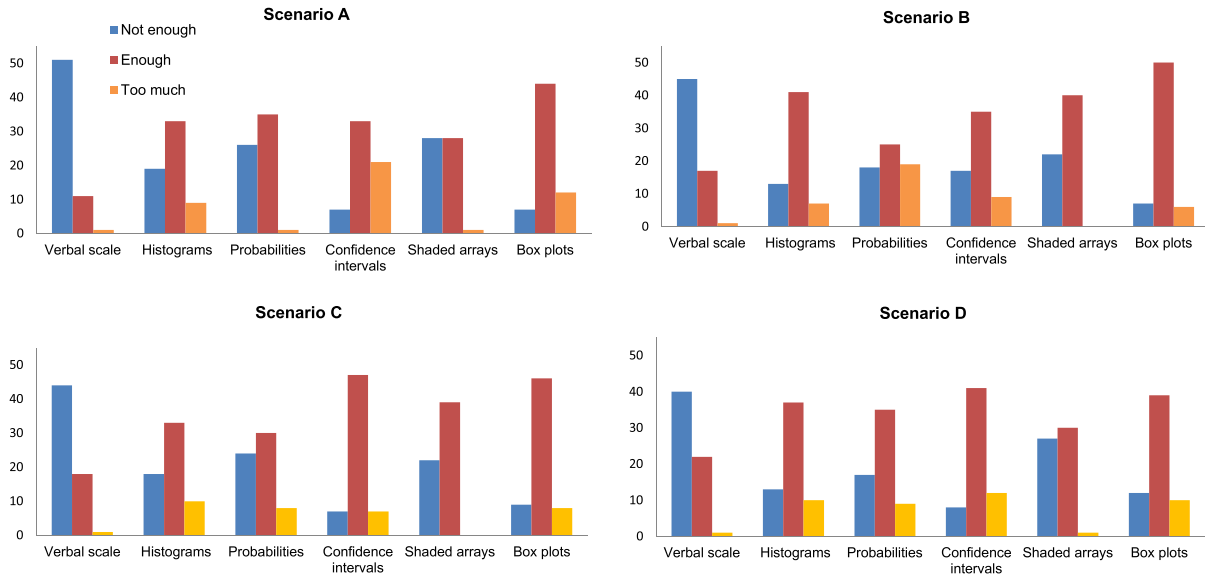 Scenario A
Not enough
Enough
Too much
50
40
30
20
10
0
Verbal scale Histograms Probabilities Confidence intervals Shaded arrays Box plots
Scenario B
50
40
30
20
10
0
Verbal scale Histograms Probabilities Confidence intervals Shaded arrays Box plots
Scenario C
50
40
30
20
10
0
Verbal scale Histograms Probabilities Confidence intervals Shaded arrays Box plots
Scenario D
50
40
30
20
10
0
Verbal scale Histograms Probabilities Confidence intervals Shaded arrays Box plots